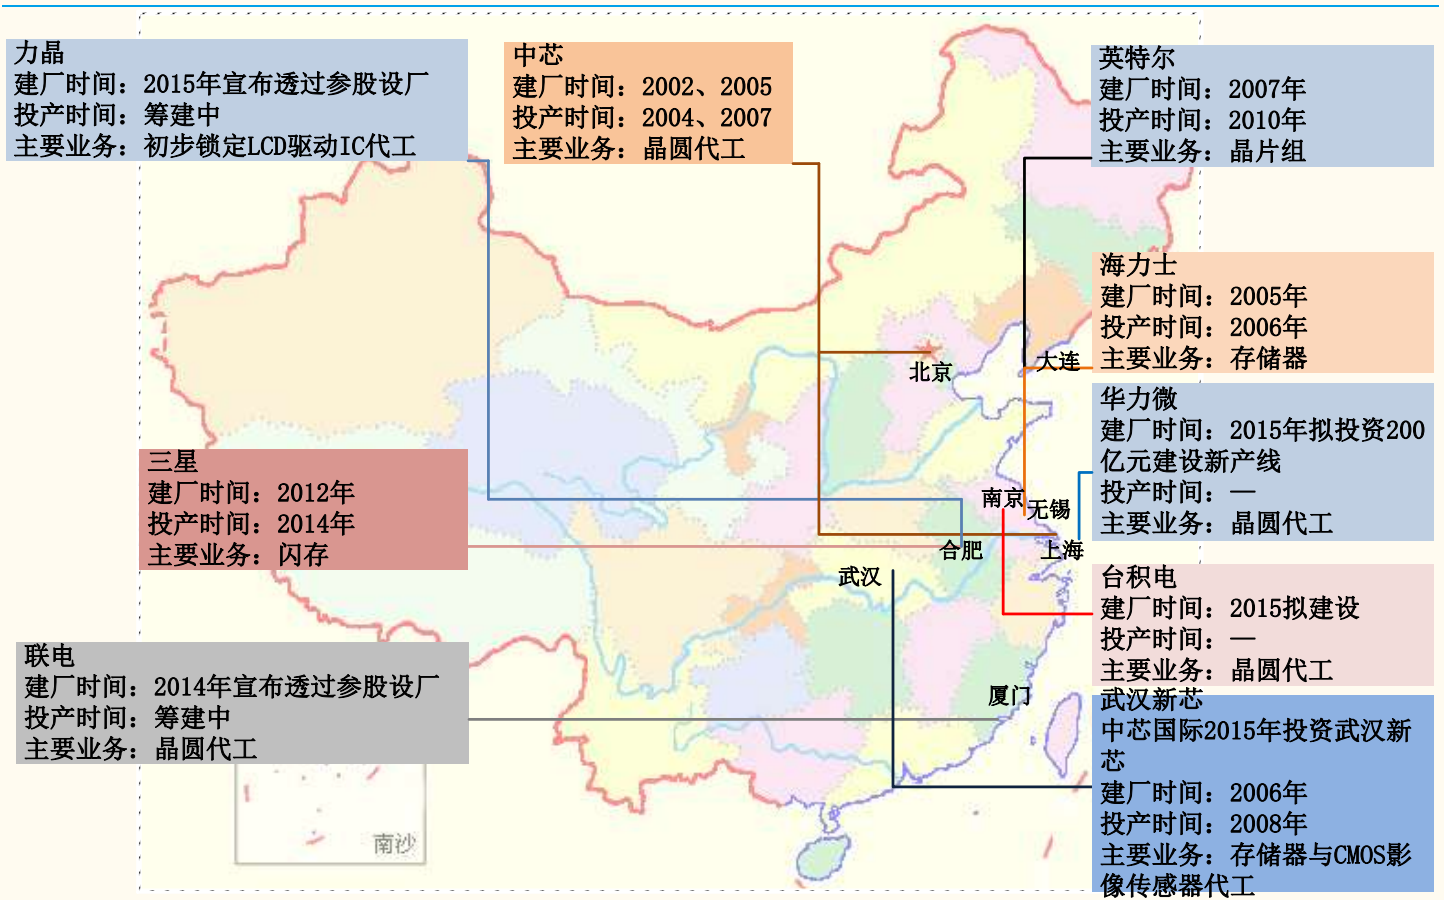 力晶
建厂时间：2015年宣布透过参股设厂
投产时间：筹建中
主要业务：初步锁定LCD驱动IC代工
中芯
建厂时间：2002、2005
投产时间：2004、2007
主要业务：晶圆代工
英特尔
建厂时间：2007年
投产时间：2010年
主要业务：晶片组
海力士
建厂时间：2005年
投产时间：2006年
主要业务：存储器
大连
北京
华力微
建厂时间：2015年拟投资200
亿元建设新产线
投产时间：—
主要业务：晶圆代工
三星
建厂时间：2012年
投产时间：2014年
主要业务：闪存
南京
无锡
合肥
上海
武汉
台积电
建厂时间：2015拟建设
投产时间：—
主要业务：晶圆代工
联电
建厂时间：2014年宣布透过参股设厂
投产时间：筹建中
主要业务：晶圆代工
厦门
武汉新芯
中芯国际2015年投资武汉新
芯
建厂时间：2006年
投产时间：2008年
主要业务：存储器与CMOS影
像传感器代工
南沙